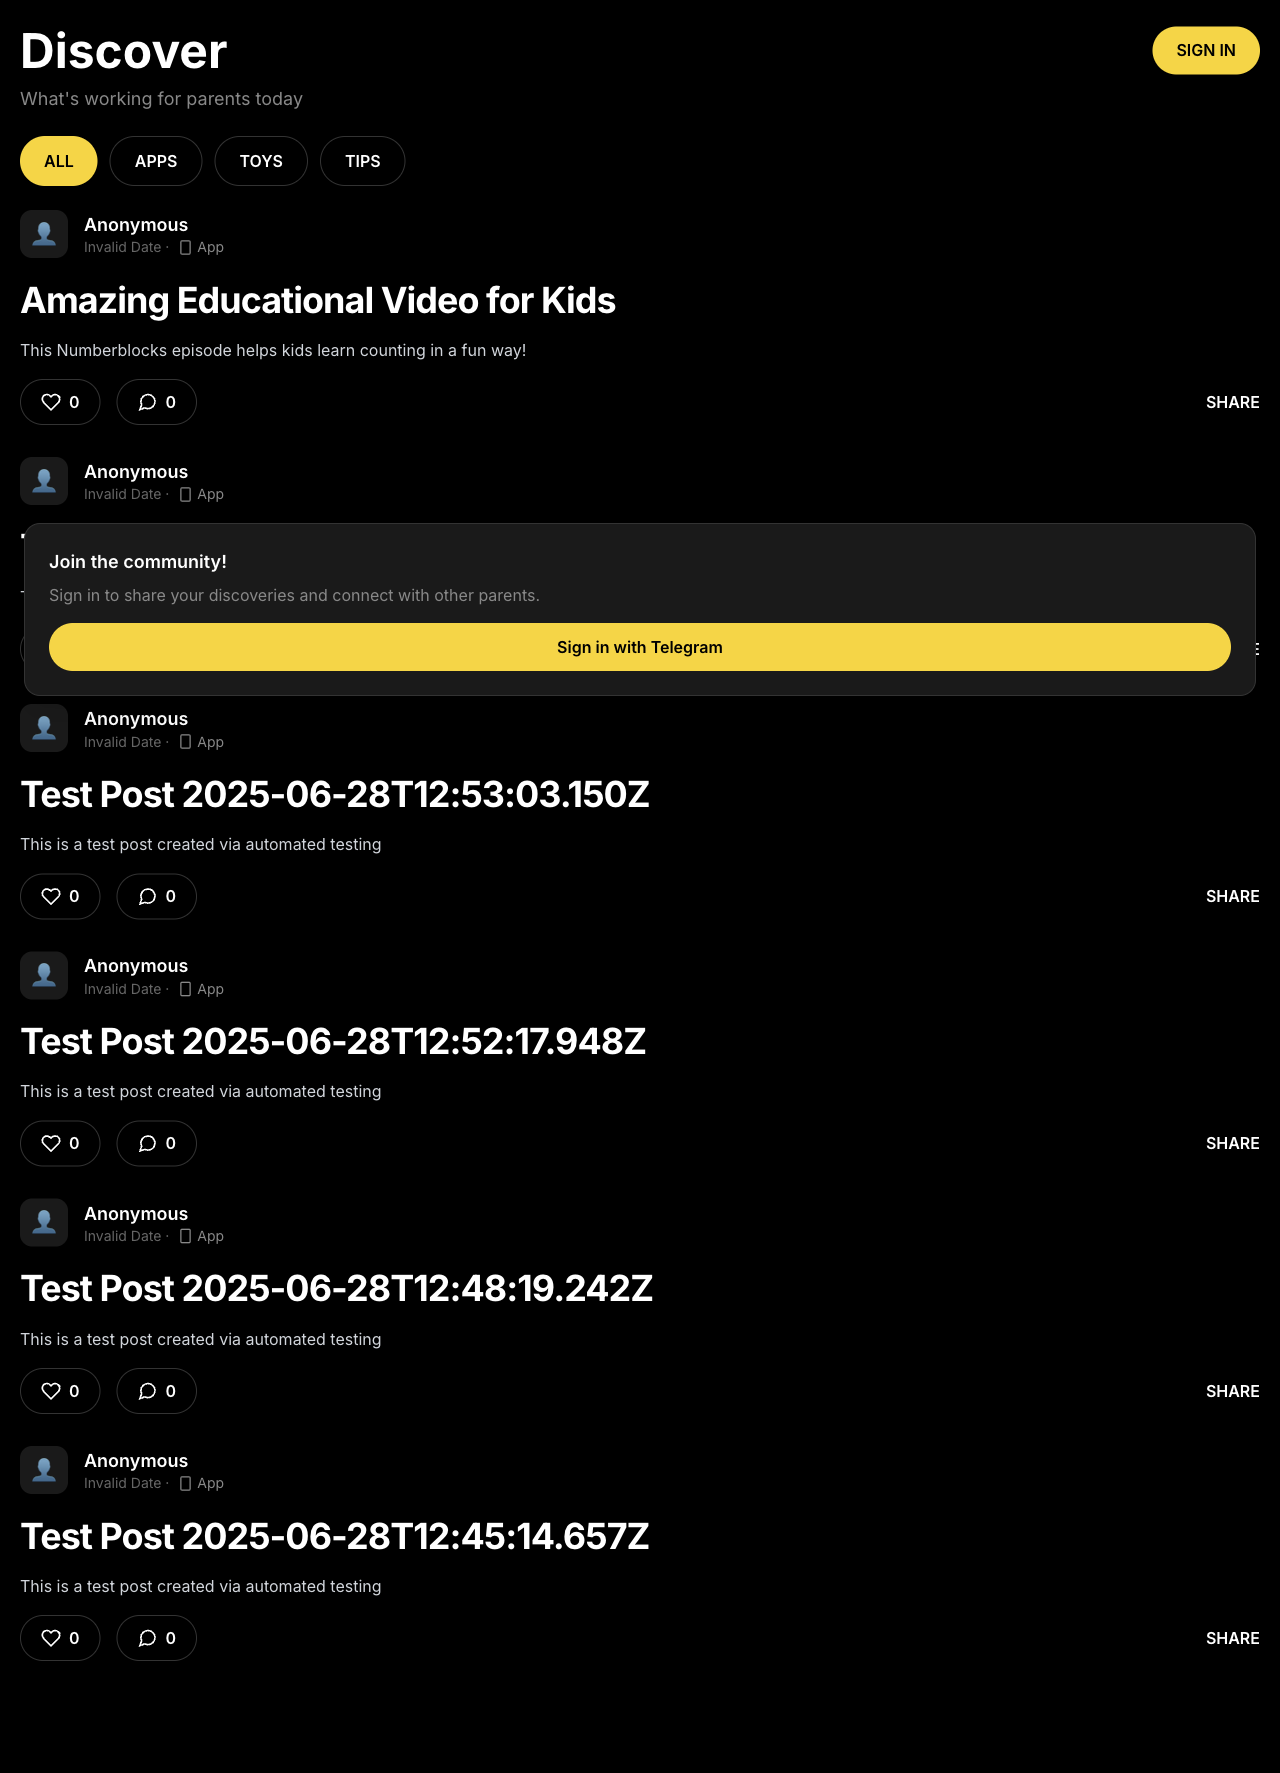 Discover
SIGN IN
What's working for parents today
ALL
APPS
TOYS
TIPS
Anonymous
Invalid Date · App
Amazing Educational Video for Kids
This Numberblocks episode helps kids learn counting in a fun way!
0
0
SHARE
Anonymous
Invalid Date · App
Join the community!
Sign in to share your discoveries and connect with other parents.
Sign in with Telegram
Anonymous
Invalid Date · App
Test Post 2025-06-28T12:53:03.150Z
This is a test post created via automated testing
0
0
SHARE
Anonymous
Invalid Date · App
Test Post 2025-06-28T12:52:17.948Z
This is a test post created via automated testing
0
0
SHARE
Anonymous
Invalid Date · App
Test Post 2025-06-28T12:48:19.242Z
This is a test post created via automated testing
0
0
SHARE
Anonymous
Invalid Date · App
Test Post 2025-06-28T12:45:14.657Z
This is a test post created via automated testing
0
0
SHARE